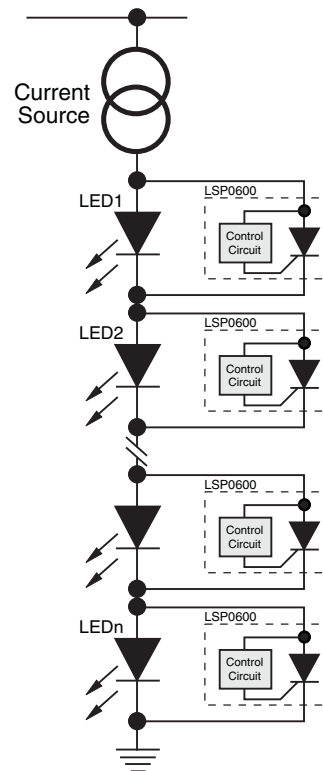 Current
Source
LED1
LSP0600
Control
Circuit
LED2
LSP0600
Control
Circuit
LSP0600
Control
Circuit
LEDn
LSP0600
Control
Circuit